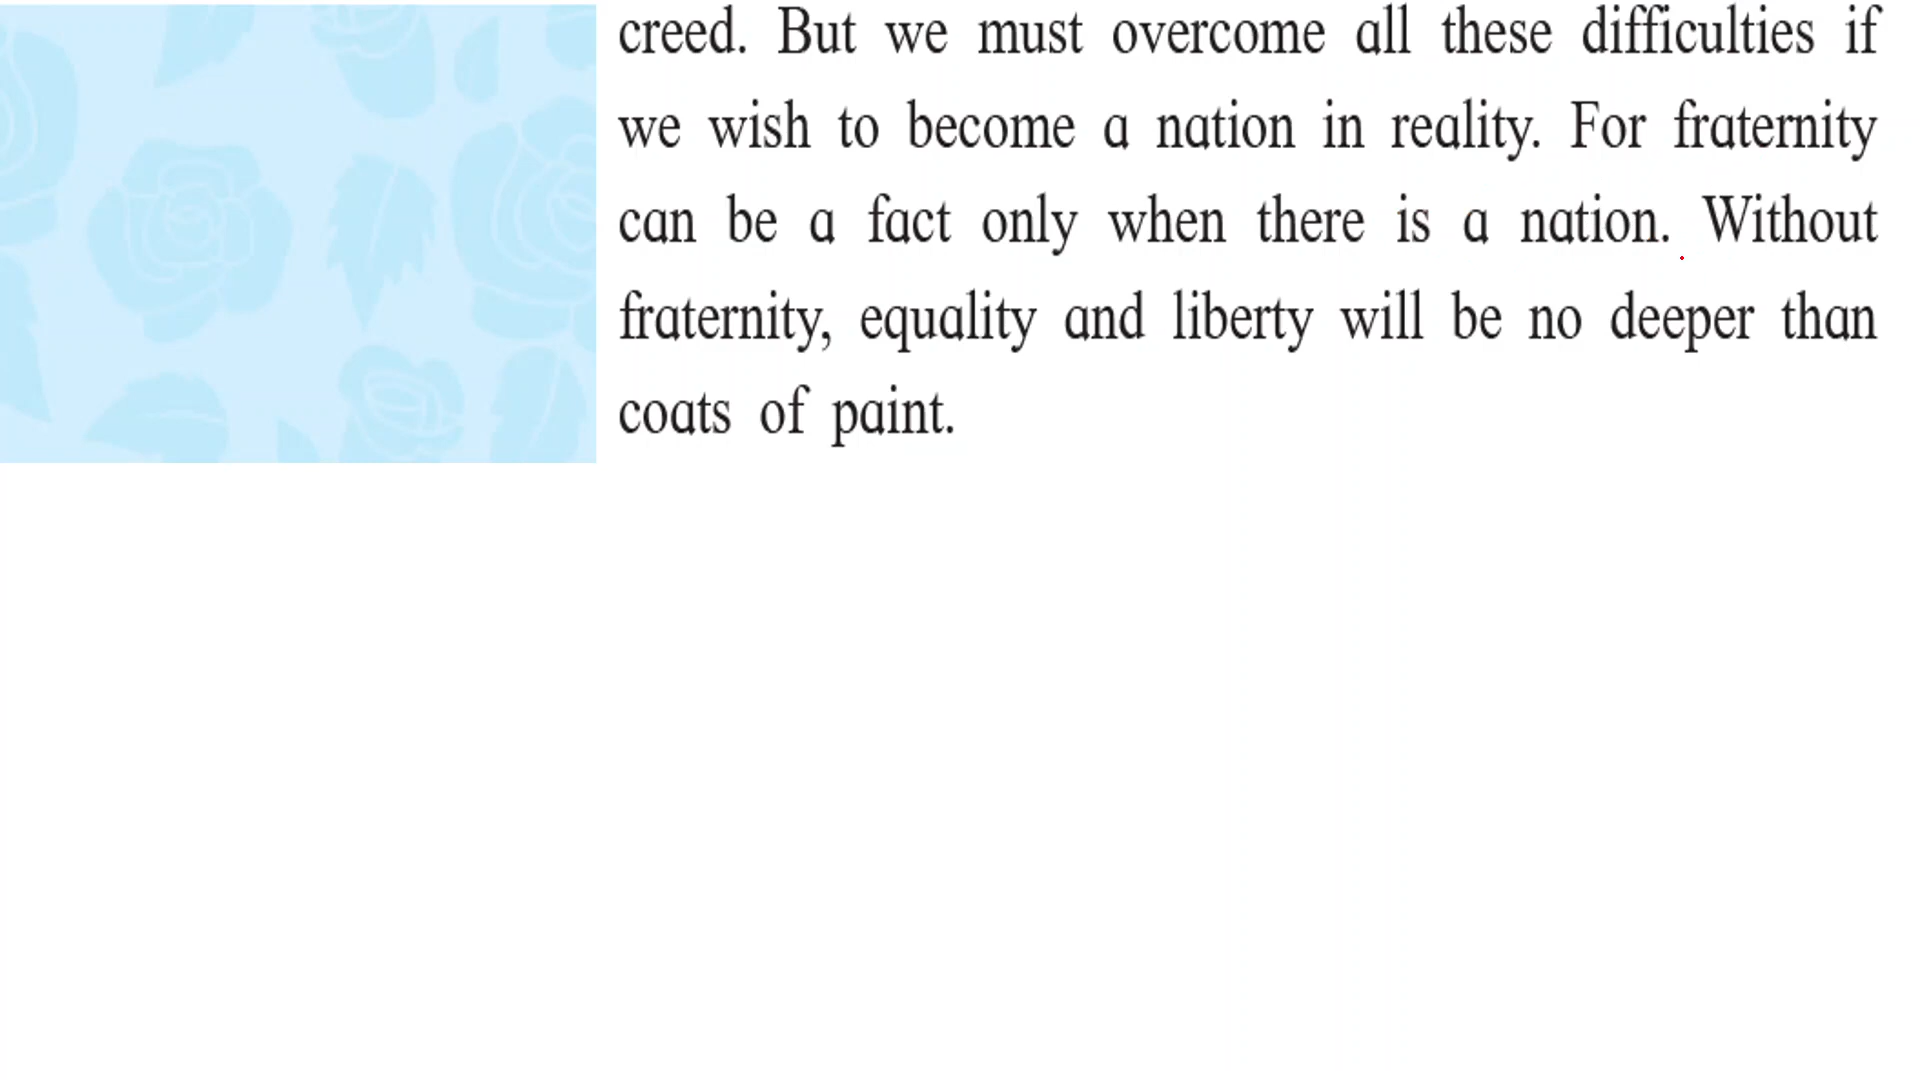 creed. But we must overcome all these difficulties if
we wish to become a nation in reality. For fraternity
can be a fact only when there is a nation. Without
fraternity, equality and liberty will be no deeper than
coats of paint.